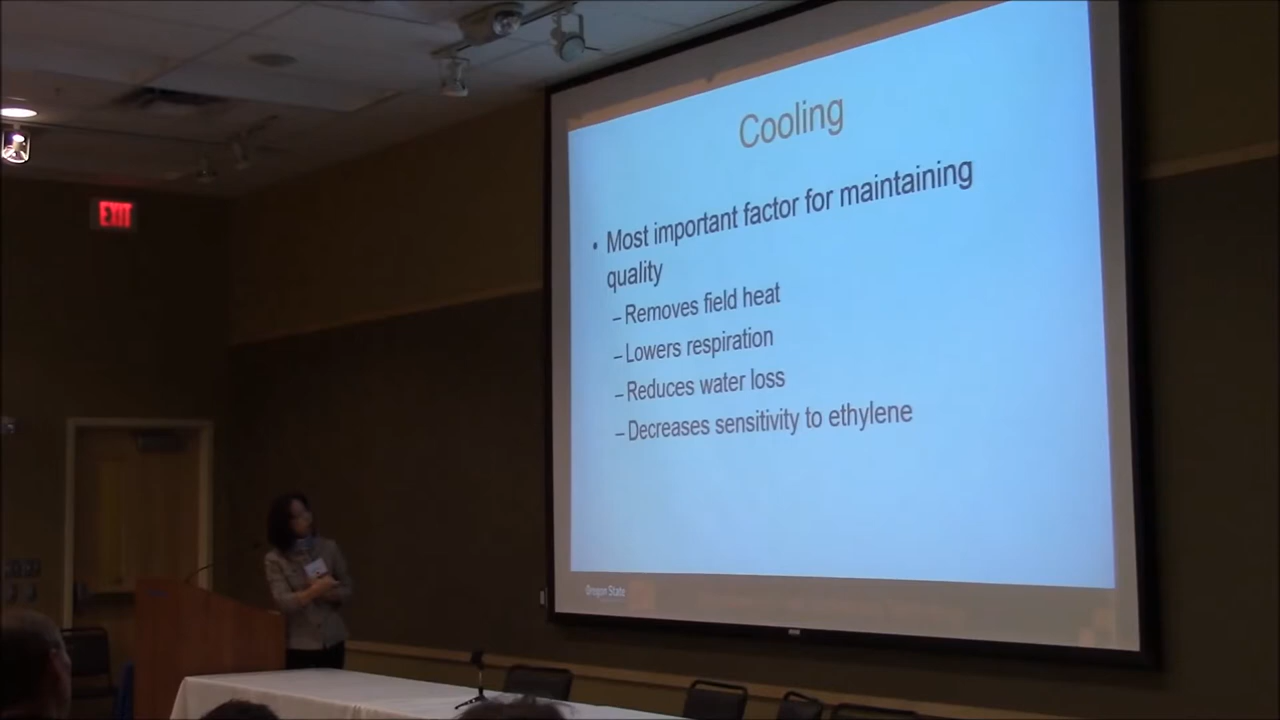 EXIT
Cooling
• Most important factor for maintaining
quality
– Removes field heat
– Lowers respiration
– Reduces water loss
– Decreases sensitivity to ethylene
Oregon State